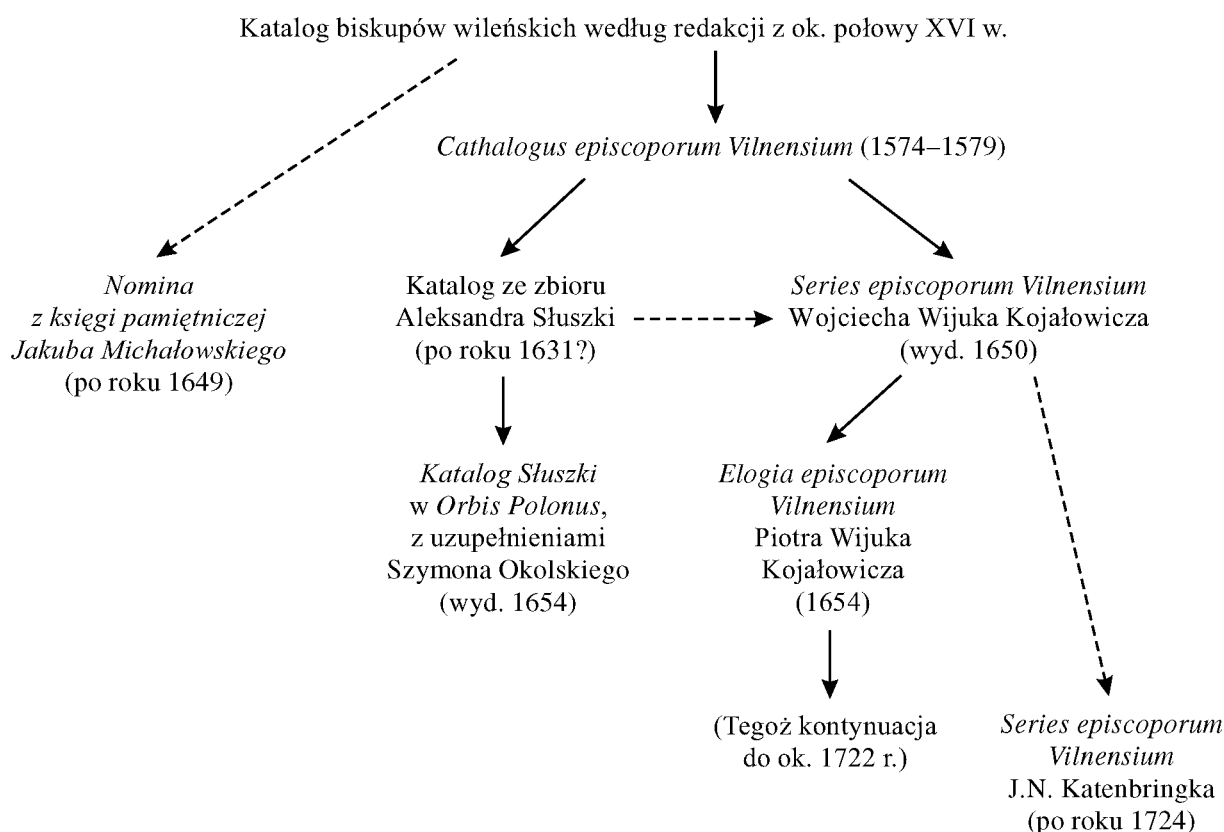 Katalog biskupów wileńskich według redakcji z ok. połowy XVI w.
Cathalogus episcoporum Vilnensium (1574–1579)
Nomina
z księgi pamiętniczej
Jakuba Michałowskiego
(po roku 1649)
Katalog ze zbioru
Aleksandra Słuszki
(po roku 1631?)
Series episcoporum Vilnensium
Wojciecha Wijuka Kojałowicza
(wyd. 1650)
Katalog Słuszki
w Orbis Polonus,
z uzupełnieniami
Szymona Okolskiego
(wyd. 1654)
Elogia episcoporum
Vilnensium
Piotra Wijuka
Kojałowicza
(1654)
(Tegoż kontynuacja
do ok. 1722 r.)
Series episcoporum
Vilnensium
J.N. Katenbringka
(po roku 1724)